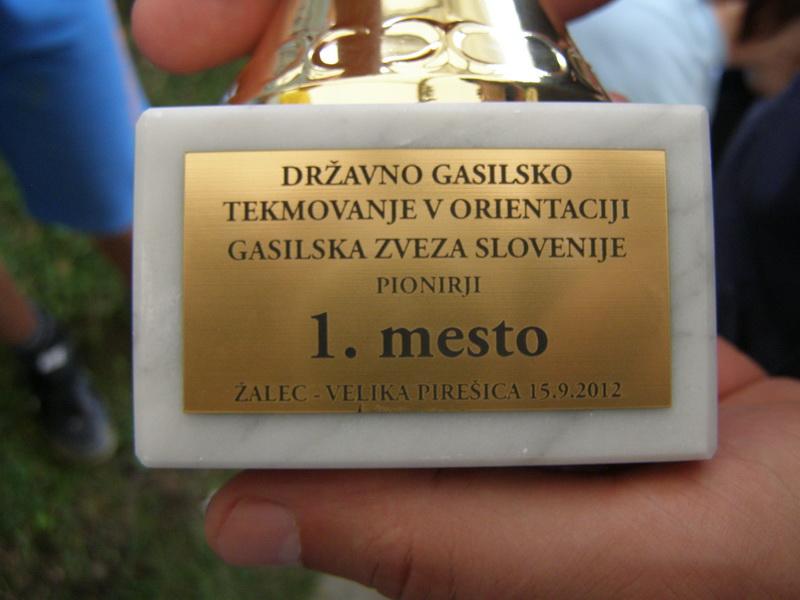 DRŽAVNO GASILSKO
TEKMOVANJE V ORIENTACIJI
GASILSKA ZVEZA SLOVENIJE
PIONIRJI
1. mesto
ŽALEC - VELIKA PIREŠICA 15.9.2012